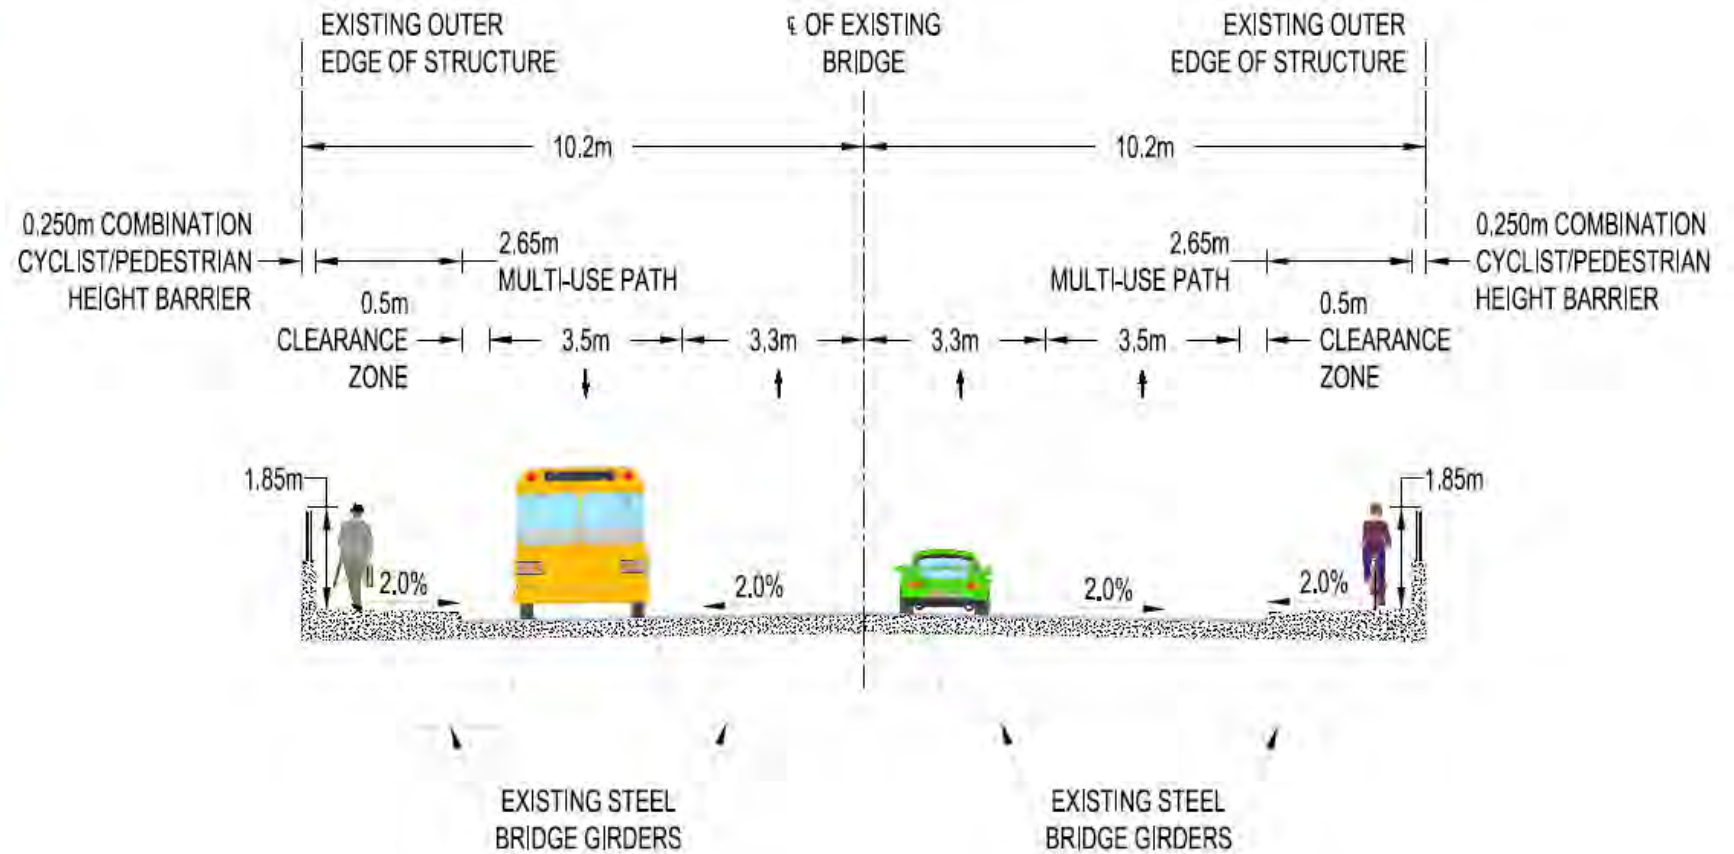 EXISTING OUTER
EDGE OF STRUCTURE
℄ OF EXISTING
BRIDGE
EXISTING OUTER
EDGE OF STRUCTURE
10.2m
10.2m
0.250m COMBINATION
CYCLIST/PEDESTRIAN
HEIGHT BARRIER
2.65m
MULTI-USE PATH
2.65m
MULTI-USE PATH
0.250m COMBINATION
CYCLIST/PEDESTRIAN
HEIGHT BARRIER
0.5m
CLEARANCE
ZONE
3.5m
3.3m
3.3m
3.5m
0.5m
CLEARANCE
ZONE
1.85m
1.85m
2.0%
2.0%
2.0%
2.0%
EXISTING STEEL
BRIDGE GIRDERS
EXISTING STEEL
BRIDGE GIRDERS